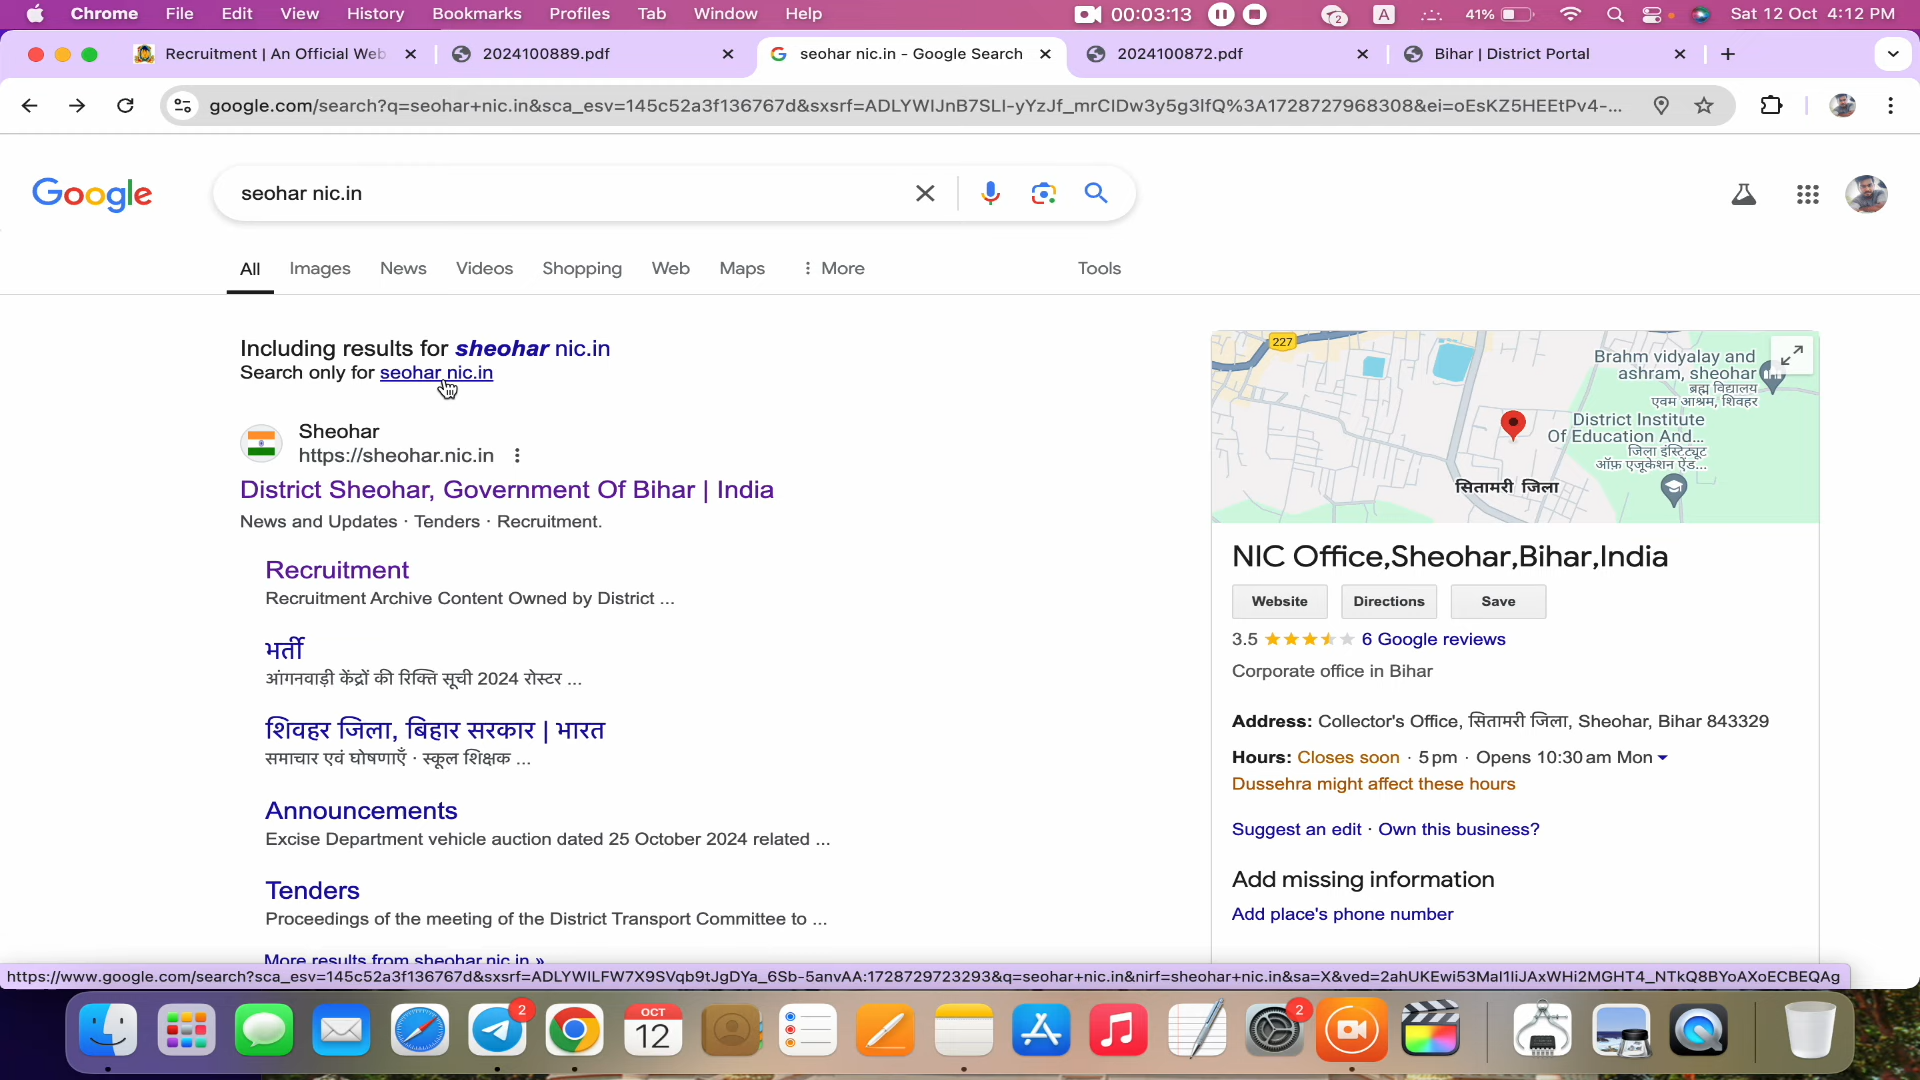 Chrome File Edit View History Bookmarks Profiles Tab Window Help 00:03:13 2 A 41% Sat 12 Oct 4:12 PM
Recruitment | An Official Web 2024100889.pdf seohar nic.in - Google Search 2024100872.pdf Bihar | District Portal
google.com/search?q=seohar+nic.in&sca_esv=145c52a3f136767d&sxsrf=ADLYWIJnB7SLI-yYzJf_mrCIDw3y5g3lfQ%3A1728727968308&ei=oEsKZ5HEEtPv4-...
Google seohar nic.in
All Images News Videos Shopping Web Maps More Tools
Including results for sheohar nic.in
Search only for seohar nic.in
Sheohar
https://sheohar.nic.in
District Sheohar, Government Of Bihar | India
News and Updates · Tenders · Recruitment.
Recruitment
Recruitment Archive Content Owned by District ...
भर्ती
आंगनवाड़ी केंद्रों की रिक्ति सूची 2024 रोस्टर ...
शिवहर जिला, बिहार सरकार | भारत
समाचार एवं घोषणाएँ · स्कूल शिक्षक ...
Announcements
Excise Department vehicle auction dated 25 October 2024 related ...
Tenders
Proceedings of the meeting of the District Transport Committee to ...
More results from sheohar.nic.in »
227
Brahm vidyalay and
ashram, sheohar
ब्रह्म विद्यालय
एवम आश्रम, शिवहर
District Institute
Of Education And...
जिला इंस्टिट्यूट
ऑफ़ एजूकेशन ऐंड...
सितामरी जिला
NIC Office,Sheohar,Bihar,India
Website Directions Save
3.5 6 Google reviews
Corporate office in Bihar
Address: Collector's Office, सितामरी जिला, Sheohar, Bihar 843329
Hours: Closes soon · 5 pm · Opens 10:30 am Mon
Dussehra might affect these hours
Suggest an edit · Own this business?
Add missing information
Add place's phone number
https://www.google.com/search?sca_esv=145c52a3f136767d&sxsrf=ADLYWILFW7X9SVqb9tJgDYa_6Sb-5anvAA:1728729723293&q=seohar+nic.in&nirf=sheohar+nic.in&sa=X&ved=2ahUKEwi53Mal1IiJAxWHi2MGHT4_NTkQ8BYoAXoECBEQAg
2 OCT 12 2